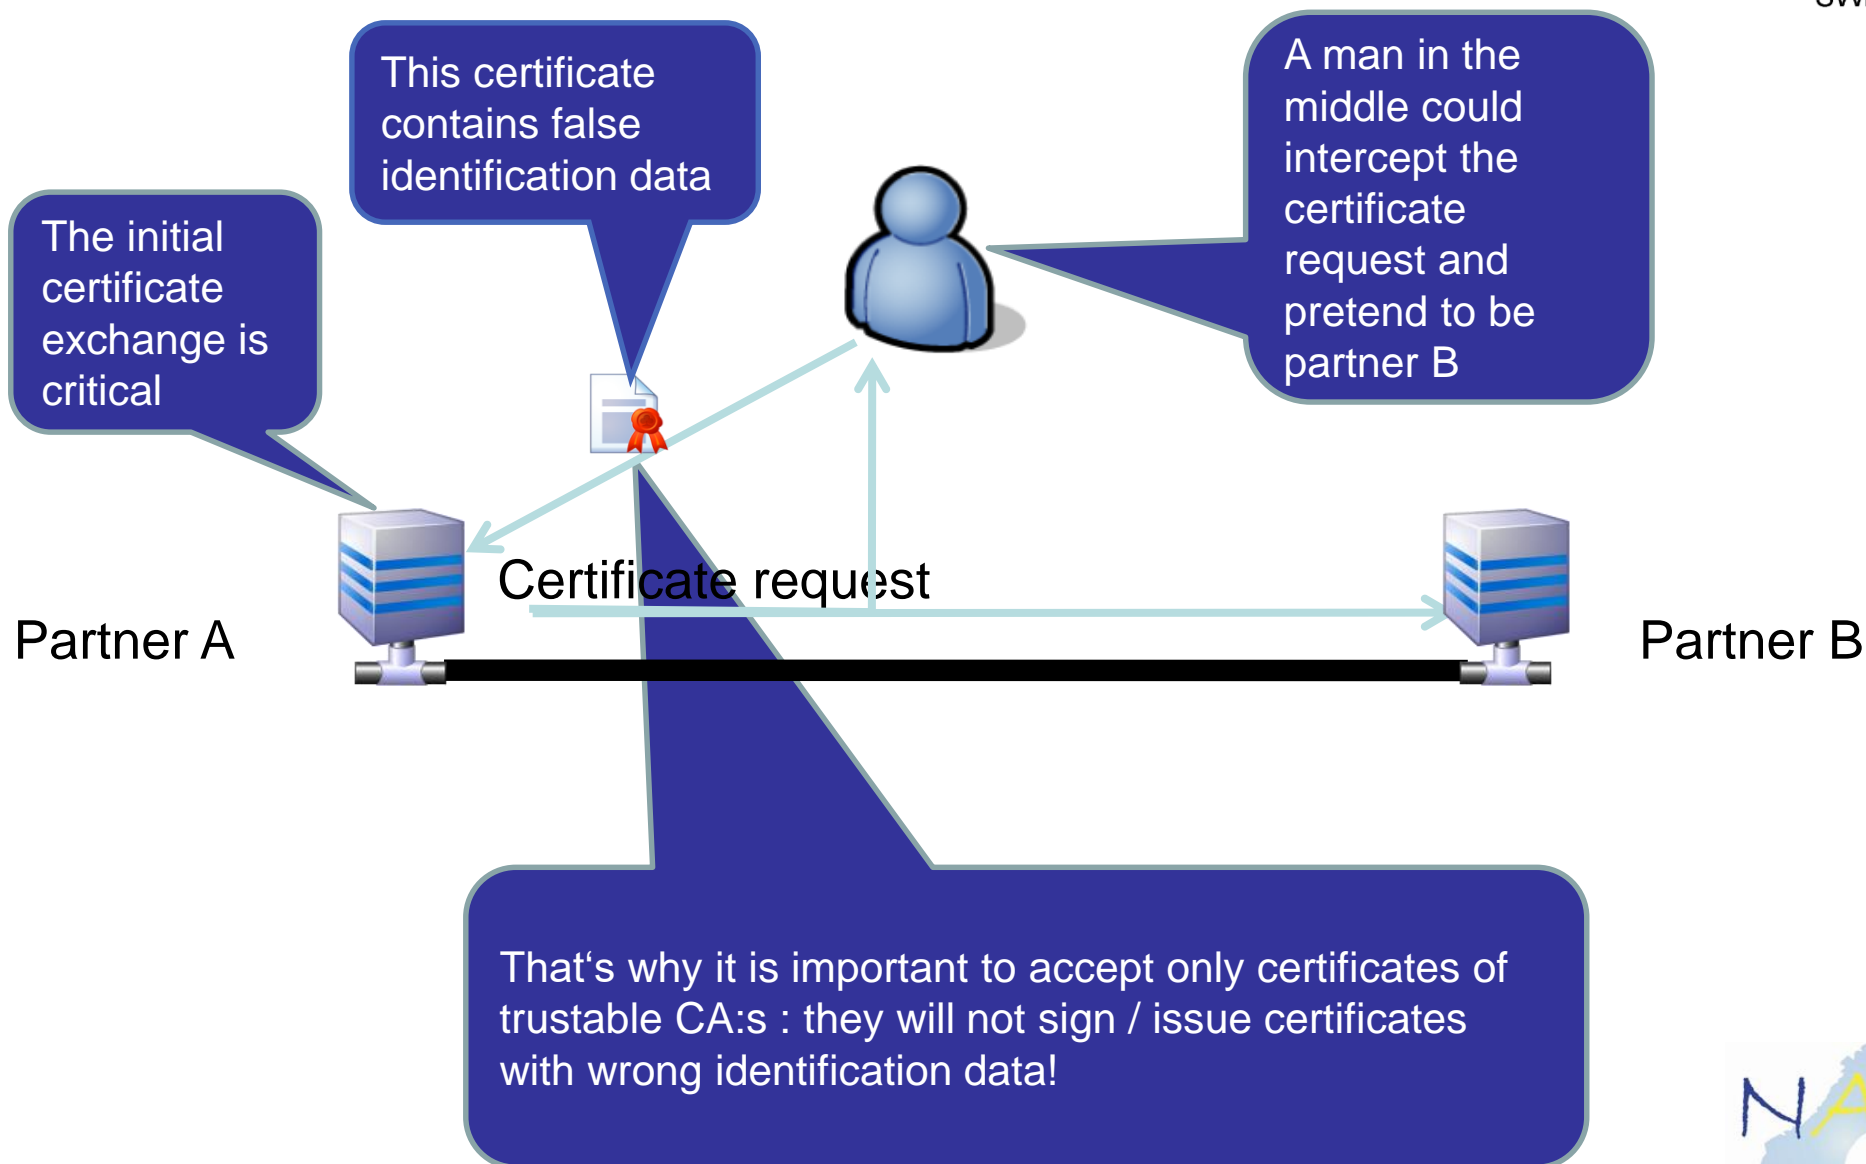 This certificate
contains false
identification data
A man in the
middle could
intercept the
certificate
request and
pretend to be
partner B
The initial
certificate
exchange is
critical
Certificate request
Partner A
Partner B
That‘s why it is important to accept only certificates of
trustable CA:s : they will not sign / issue certificates
with wrong identification data!